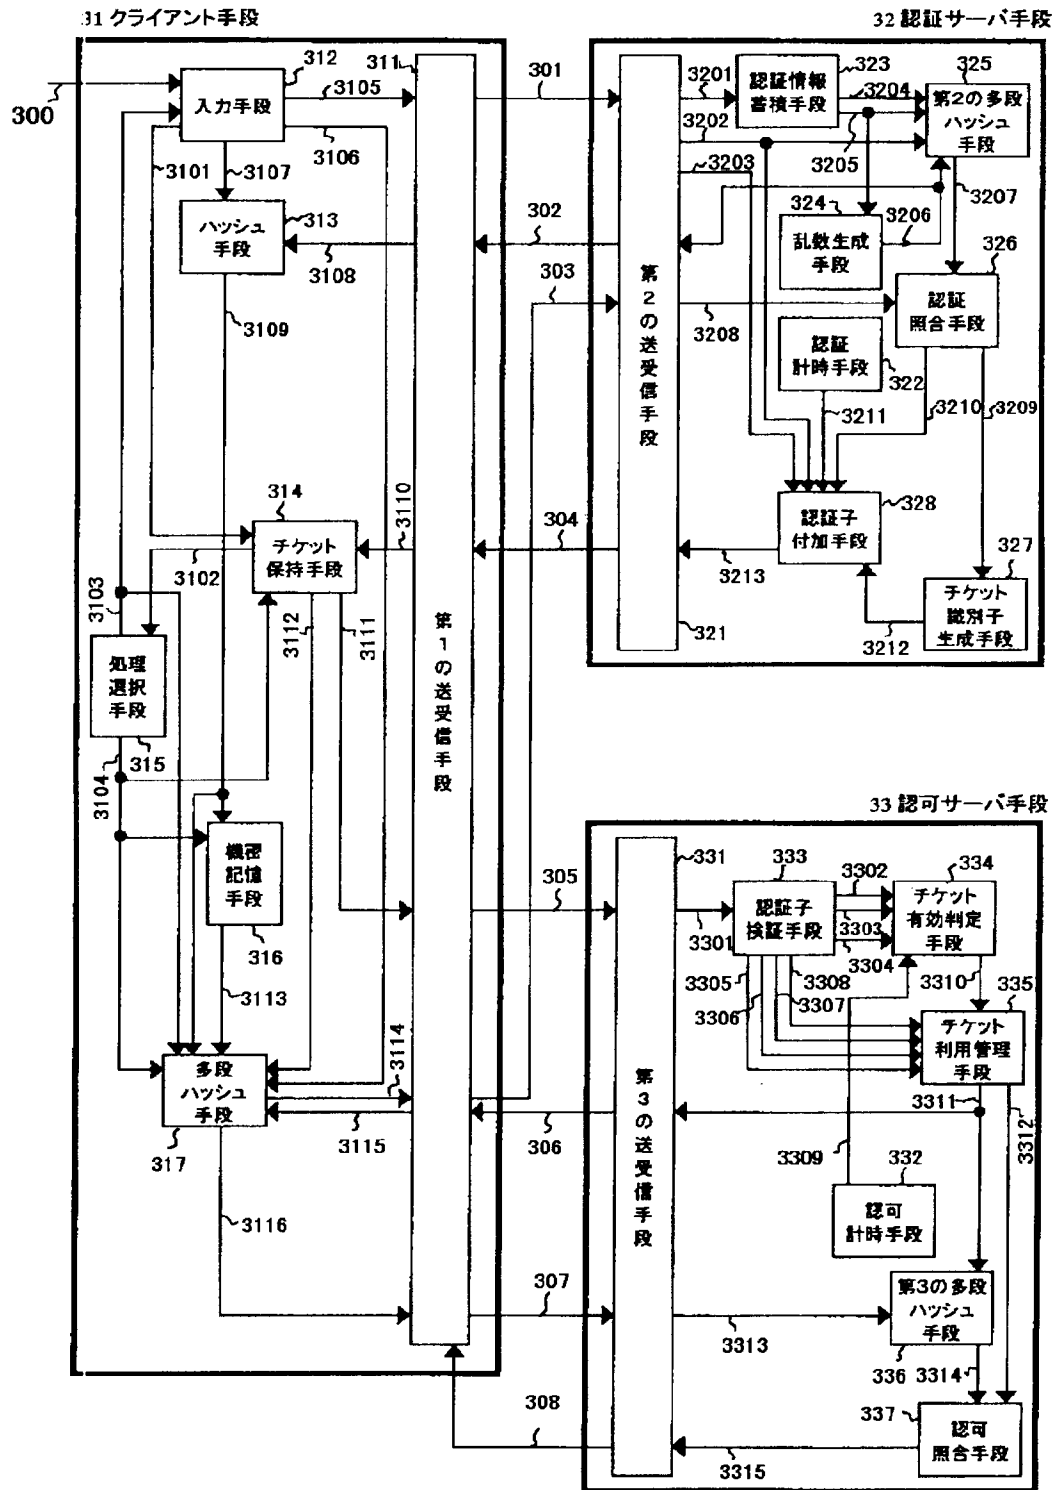 31 クライアント手段
32 認証サーバ手段
300
312
入力手段
3105
3106
3101
3107
311
301
3201
3202
3203
認証情報
蓄積手段
323
3204
3205
325
第2の多段
ハッシュ
手段
3207
ハッシュ
手段
313
3108
3109
302
303
324
乱数生成
手段
3206
326
認証
照合手段
3208
認証
計時手段
322
3211
3210
3209
第2の送受信手段
321
314
チケット
保持手段
3110
3102
3103
3112
3111
304
認証子
付加手段
328
3213
327
チケット
識別子
生成手段
3212
処理
選択
手段
315
3104
第1の送受信手段
機密
記憶
手段
316
3113
33 認可サーバ手段
305
331
3301
333
認証子
検証手段
3302
3303
3304
334
チケット
有効判定
手段
3305
3306
3308
3307
3310
335
チケット
利用管理
手段
3311
3312
多段
ハッシュ
手段
317
3114
3115
3116
306
第3の送受信手段
3309
332
認可
計時手段
307
3313
第3の多段
ハッシュ
手段
336
3314
308
337
認可
照合手段
3315